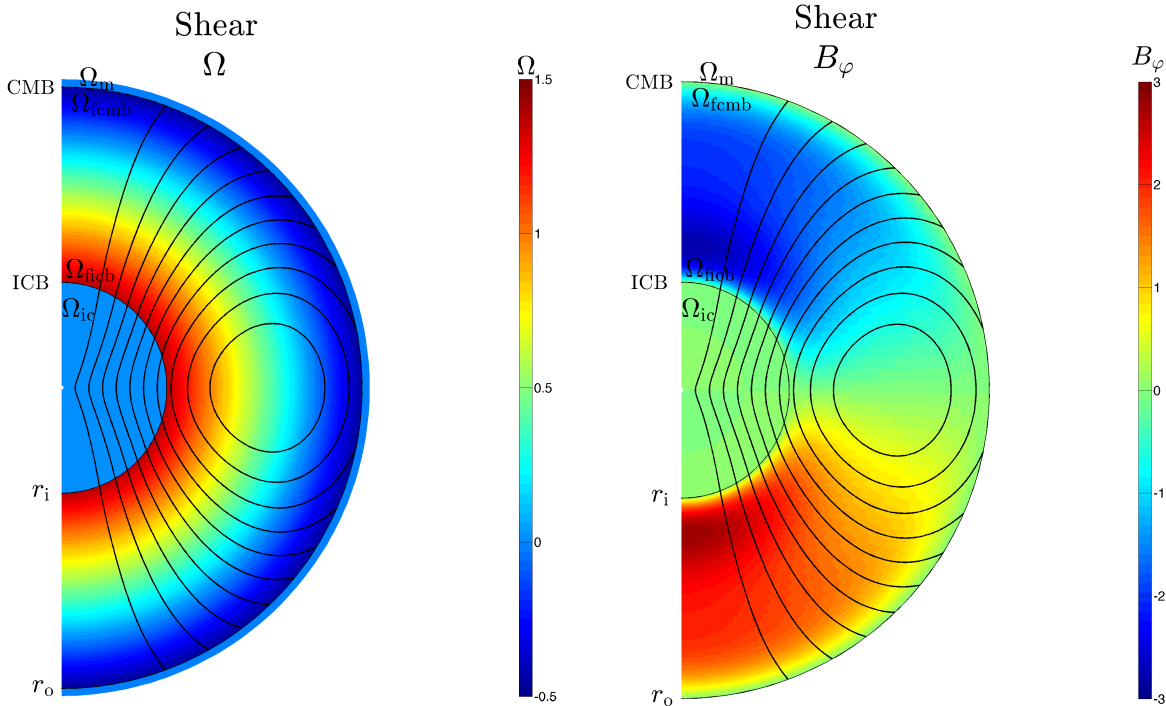 Shear
Ω
Ω
1.5
1
0.5
0
-0.5
CMB
Ωm
Ωfcmb
ICB
Ωficb
Ωic
ri
ro
Shear
Bφ
Bφ
3
2
1
0
-1
-2
-3
CMB
Ωm
Ωfcmb
ICB
Ωficb
Ωic
ri
ro